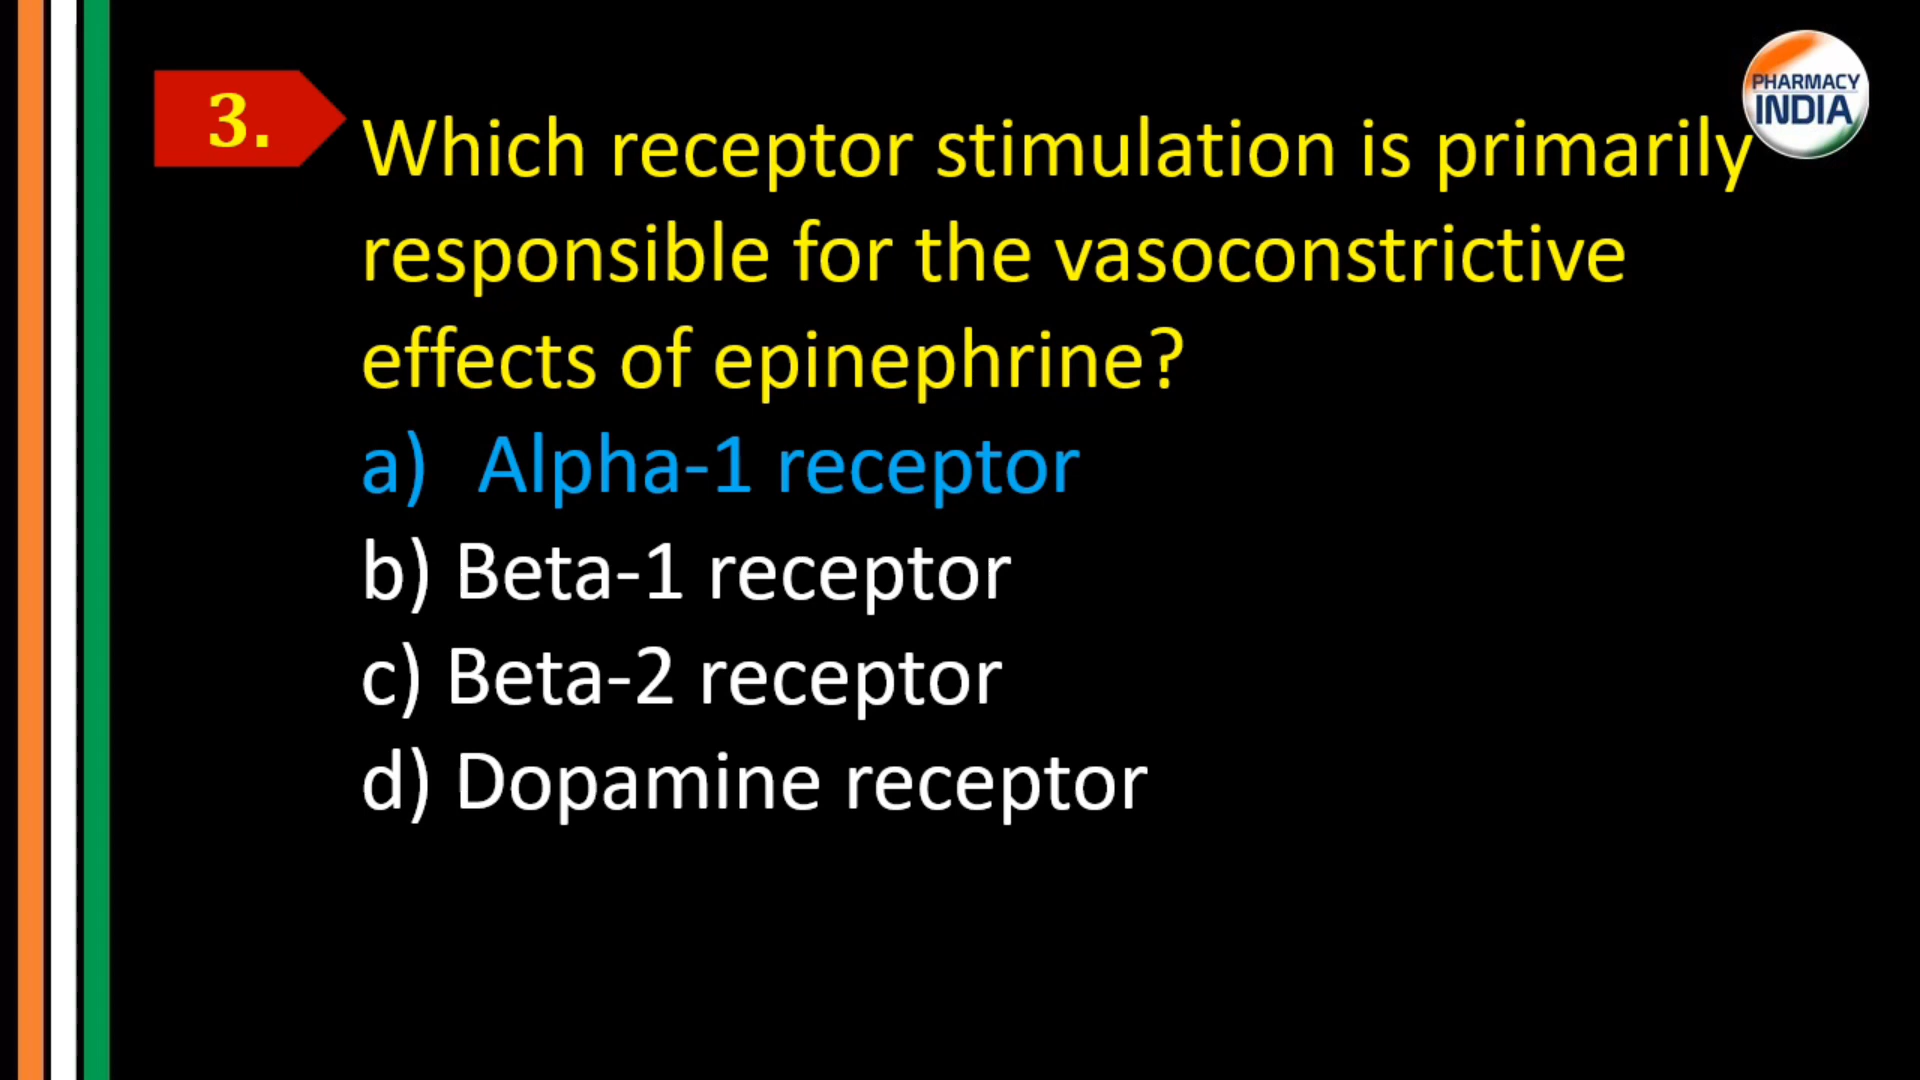 3.
PHARMACY
INDIA
Which receptor stimulation is primarily
responsible for the vasoconstrictive
effects of epinephrine?
a) Alpha-1 receptor
b) Beta-1 receptor
c) Beta-2 receptor
d) Dopamine receptor